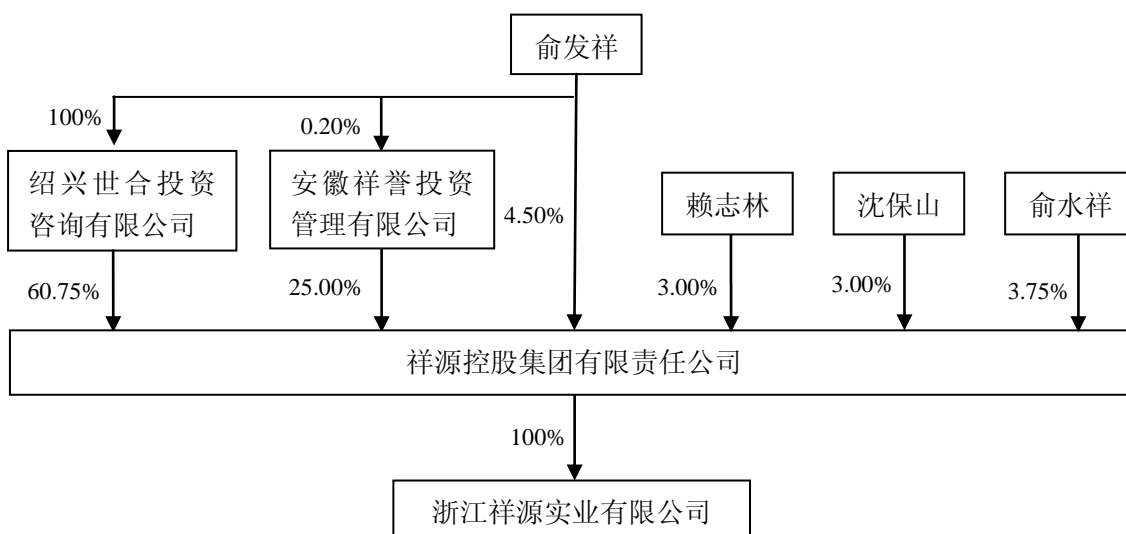 俞发祥
100%
0.20%
绍兴世合投资
咨询有限公司
安徽祥誉投资
管理有限公司
4.50%
赖志林
沈保山
俞水祥
60.75%
25.00%
3.00%
3.00%
3.75%
祥源控股集团有限责任公司
100%
浙江祥源实业有限公司